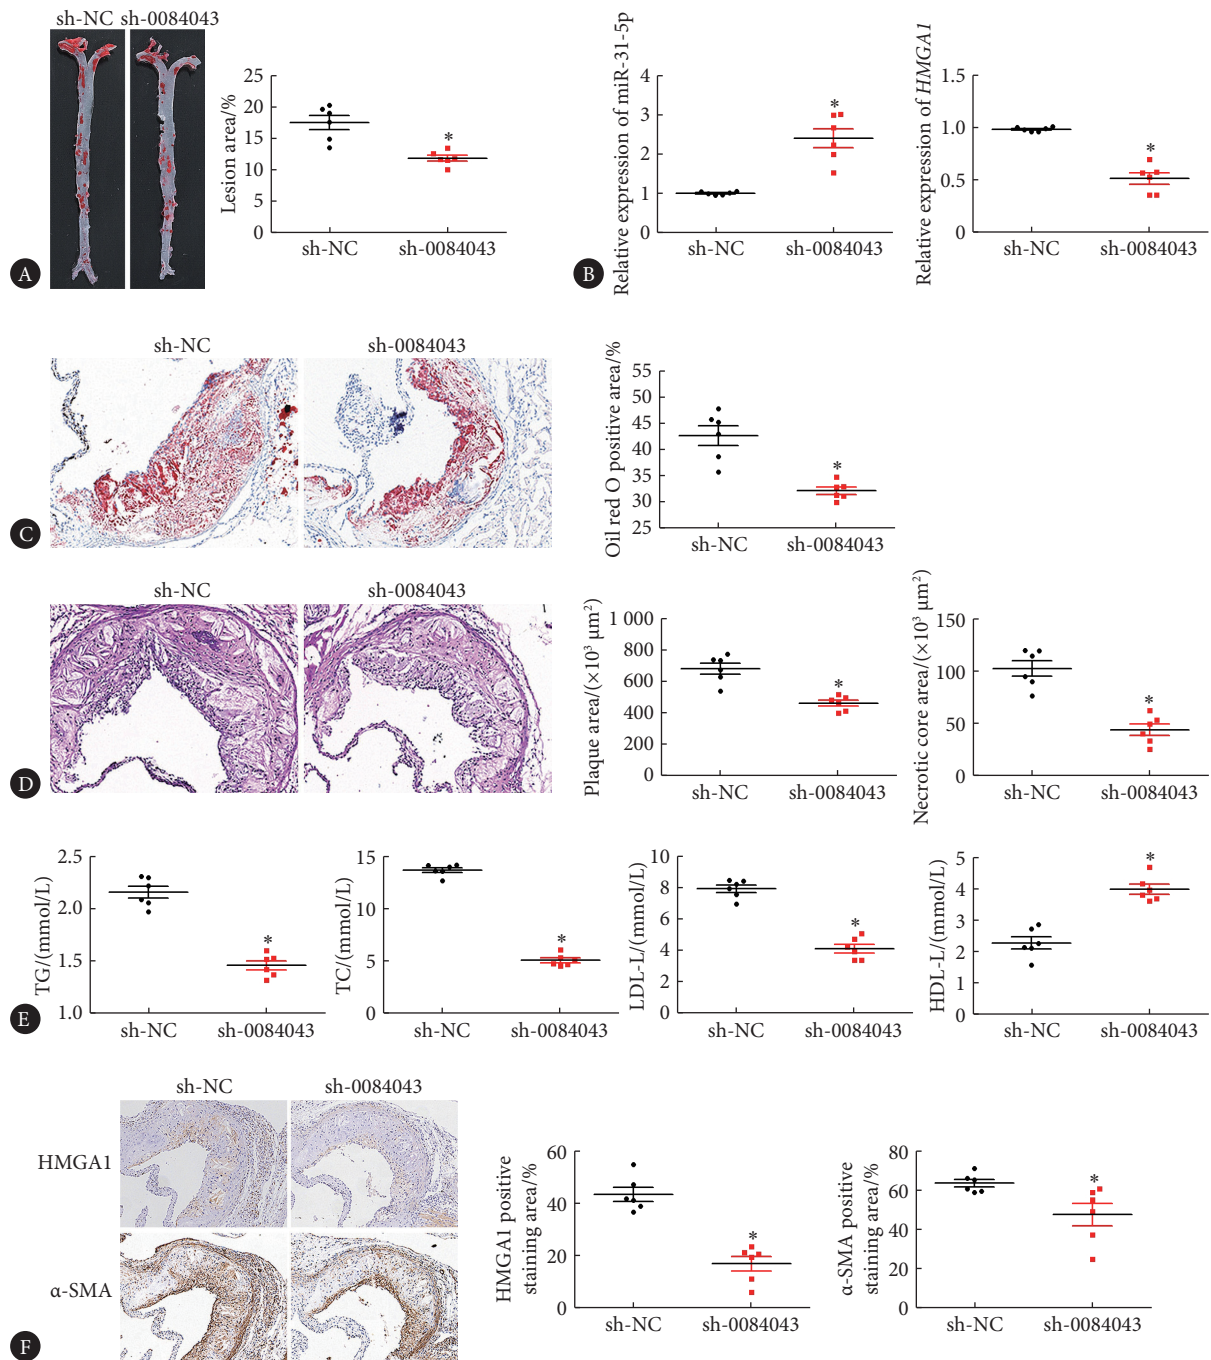 sh-NC sh-0084043
Lesion area/%
25
20
15
10
5
0
*
sh-NC sh-0084043
A
Relative expression of miR-31-5p
4
3
2
1
0
*
sh-NC sh-0084043
Relative expression of HMGA1
1.5
1.0
0.5
0
*
sh-NC sh-0084043
B
sh-NC sh-0084043
Oil red O positive area/%
55
50
45
40
35
30
25
*
sh-NC sh-0084043
C
sh-NC sh-0084043
Plaque area/(×10³ μm²)
1 000
800
600
400
200
0
*
sh-NC sh-0084043
Necrotic core area/(×10³ μm²)
150
100
50
0
*
sh-NC sh-0084043
D
TG/(mmol/L)
2.5
2.0
1.5
1.0
*
sh-NC sh-0084043
TC/(mmol/L)
15
10
5
0
*
sh-NC sh-0084043
LDL-L/(mmol/L)
10
8
6
4
2
0
*
sh-NC sh-0084043
HDL-L/(mmol/L)
5
4
3
2
1
0
*
sh-NC sh-0084043
E
sh-NC sh-0084043
HMGA1
α-SMA
HMGA1 positive
staining area/%
60
40
20
0
*
sh-NC sh-0084043
α-SMA positive
staining area/%
80
60
40
20
0
*
sh-NC sh-0084043
F